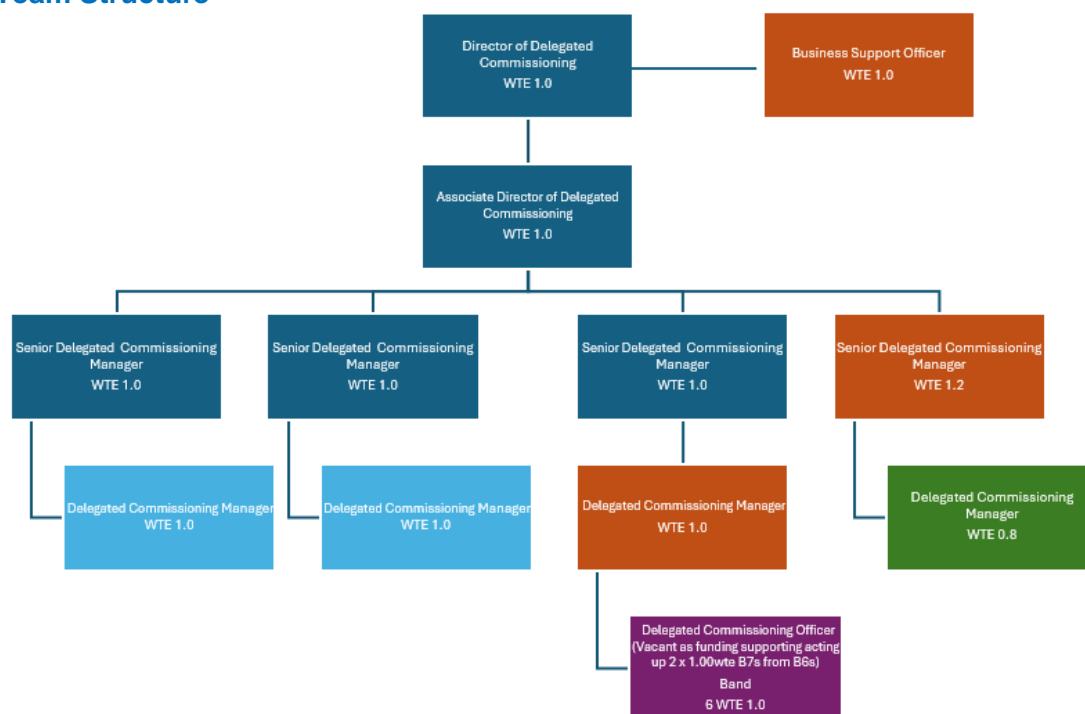 Team Structure
Director of Delegated
Commissioning
WTE 1.0
Business Support Officer
WTE 1.0
Associate Director of Delegated
Commissioning
WTE 1.0
Senior Delegated Commissioning
Manager
WTE 1.0
Senior Delegated Commissioning
Manager
WTE 1.0
Senior Delegated Commissioning
Manager
WTE 1.0
Senior Delegated Commissioning
Manager
WTE 1.2
Delegated Commissioning Manager
WTE 1.0
Delegated Commissioning Manager
WTE 1.0
Delegated Commissioning Manager
WTE 1.0
Delegated Commissioning
Manager
WTE 0.8
Delegated Commissioning Officer
(Vacant as funding supporting acting
up 2 x 1.00wte B7s from B6s)
Band
6 WTE 1.0